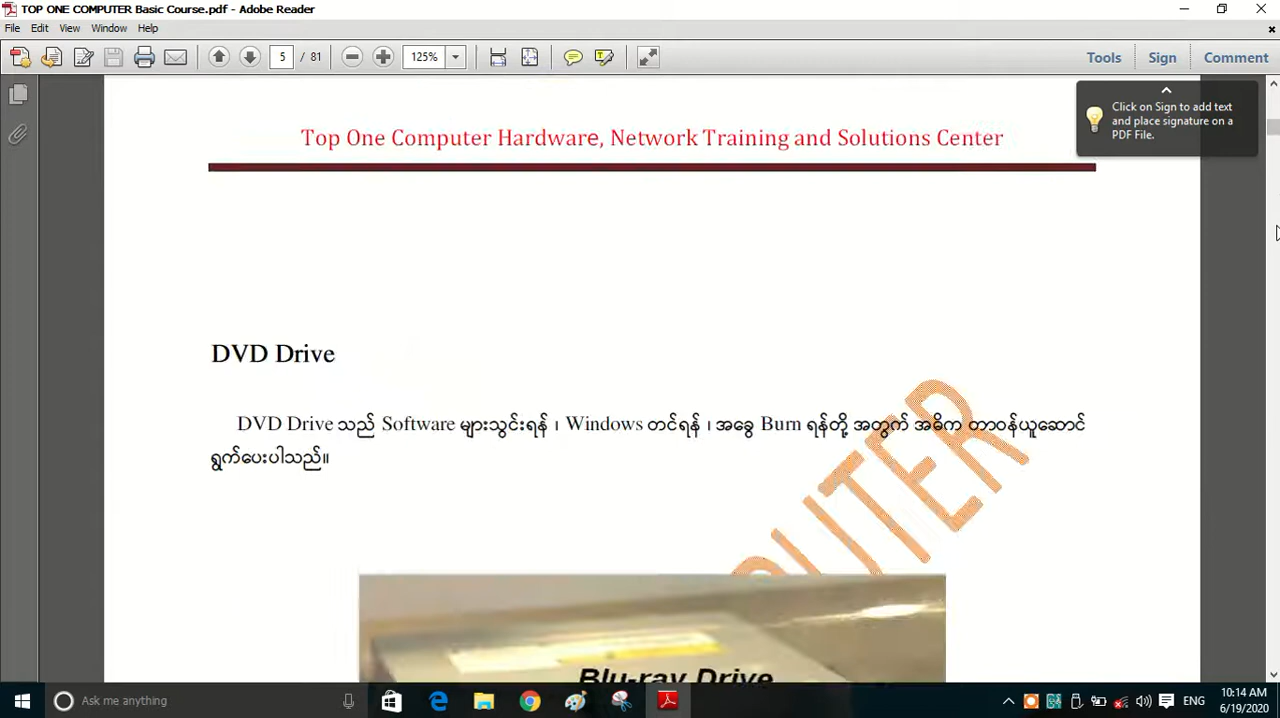 TOP ONE COMPUTER Basic Course.pdf - Adobe Reader
File Edit View Window Help
5 / 81 125% Tools Sign Comment
Click on Sign to add text
and place signature on a
PDF File.
Top One Computer Hardware, Network Training and Solutions Center
DVD Drive
DVD Drive သည် Software များသွင်းရန် ၊ Windows တင်ရန် ၊ အခွေ Burn ရန်တို့ အတွက် အဓိက တာဝန်ယူဆောင်
ရွက်ပေးပါသည်။
PUTER
Blu-ray Drive
Ask me anything
ENG
10:14 AM
6/19/2020